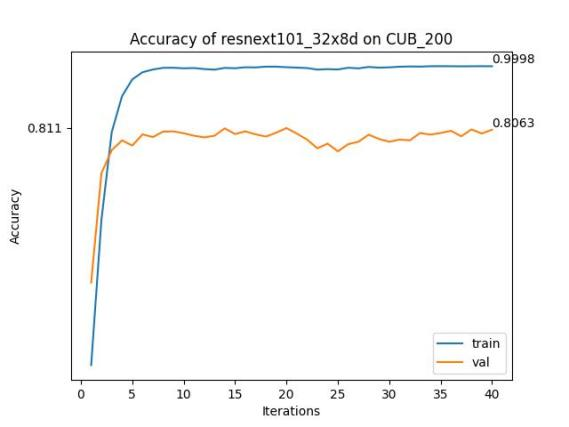 Accuracy of resnext101_32x8d on CUB_200
0.9998
0.811
0.8063
Accuracy
train
val
0 5 10 15 20 25 30 35 40
Iterations